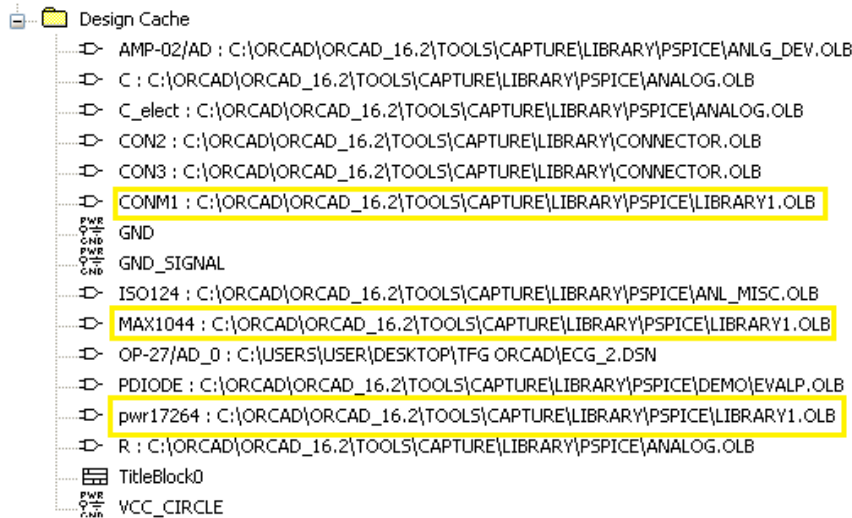 Design Cache
AMP-02/AD : C:\ORCAD\ORCAD_16.2\TOOLS\CAPTURE\LIBRARY\PSPICE\ANLG_DEV.OLB
C : C:\ORCAD\ORCAD_16.2\TOOLS\CAPTURE\LIBRARY\PSPICE\ANALOG.OLB
C_elect : C:\ORCAD\ORCAD_16.2\TOOLS\CAPTURE\LIBRARY\PSPICE\ANALOG.OLB
CON2 : C:\ORCAD\ORCAD_16.2\TOOLS\CAPTURE\LIBRARY\CONNECTOR.OLB
CON3 : C:\ORCAD\ORCAD_16.2\TOOLS\CAPTURE\LIBRARY\CONNECTOR.OLB
CONM1 : C:\ORCAD\ORCAD_16.2\TOOLS\CAPTURE\LIBRARY\PSPICE\LIBRARY1.OLB
PWR
GND GND
PWR
GND GND_SIGNAL
ISO124 : C:\ORCAD\ORCAD_16.2\TOOLS\CAPTURE\LIBRARY\PSPICE\ANL_MISC.OLB
MAX1044 : C:\ORCAD\ORCAD_16.2\TOOLS\CAPTURE\LIBRARY\PSPICE\LIBRARY1.OLB
OP-27/AD_0 : C:\USERS\USER\DESKTOP\TFG ORCAD\ECG_2.DSN
PDIODE : C:\ORCAD\ORCAD_16.2\TOOLS\CAPTURE\LIBRARY\PSPICE\DEMO\EVALP.OLB
pwr17264 : C:\ORCAD\ORCAD_16.2\TOOLS\CAPTURE\LIBRARY\PSPICE\LIBRARY1.OLB
R : C:\ORCAD\ORCAD_16.2\TOOLS\CAPTURE\LIBRARY\PSPICE\ANALOG.OLB
TitleBlock0
PWR
GND VCC_CIRCLE